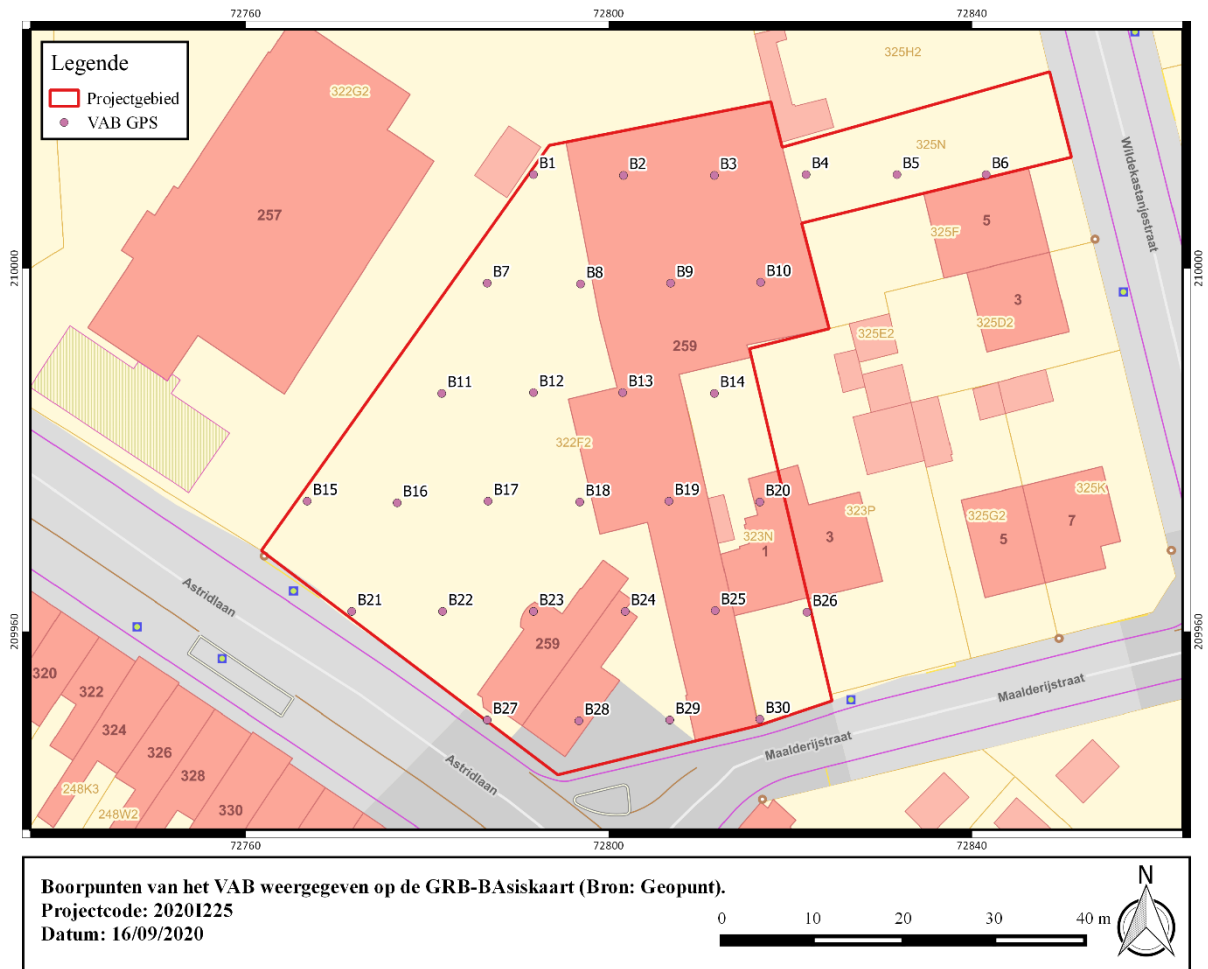 72760 72800 72840
Legende
Projectgebied
VAB GPS
322G2
325H2
325N
257
B1 B2 B3 B4 B5 B6
Wildekastanjestraat
5
325F
210000 210000
B7 B8 B9 B10
3
325D2
325E2
259
B11 B12 B13 B14
322F2
B15 B16 B17 B18 B19 B20
325K
325G2
7
5
323P
323N
3
1
Astridlaan
B21 B22 B23 B24 B25 B26
209960 209960
259
320
322
324
326
328
330
Maalderijstraat
B27 B28 B29 B30
Maalderijstraat
Astridlaan
248K3
248W2
72760 72800 72840
Boorpunten van het VAB weergegeven op de GRB-BAsiskaart (Bron: Geopunt).
Projectcode: 2020I225
Datum: 16/09/2020
0 10 20 30 40 m
N